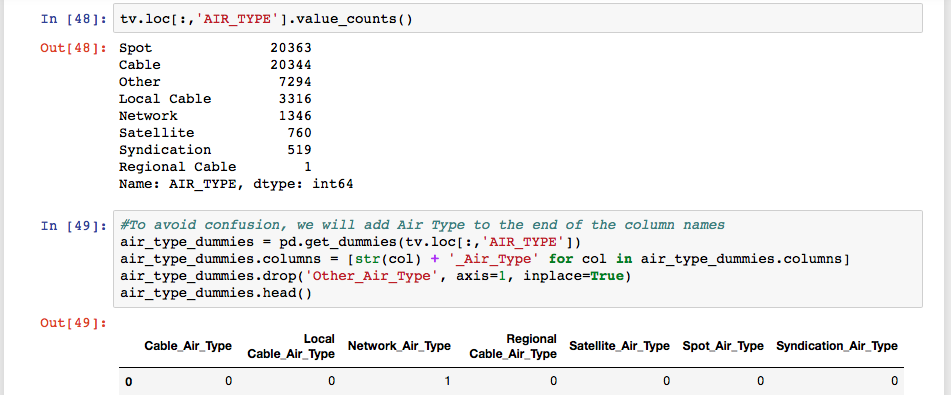 In [48]: tv.loc[:,'AIR_TYPE'].value_counts()
Out[48]: Spot 20363
Cable 20344
Other 7294
Local Cable 3316
Network 1346
Satellite 760
Syndication 519
Regional Cable 1
Name: AIR_TYPE, dtype: int64
In [49]: #To avoid confusion, we will add Air Type to the end of the column names
air_type_dummies = pd.get_dummies(tv.loc[:,'AIR_TYPE'])
air_type_dummies.columns = [str(col) + '_Air_Type' for col in air_type_dummies.columns]
air_type_dummies.drop('Other_Air_Type', axis=1, inplace=True)
air_type_dummies.head()
Out[49]:
Cable_Air_Type Local Cable_Air_Type Network_Air_Type Regional Cable_Air_Type Satellite_Air_Type Spot_Air_Type Syndication_Air_Type
0 0 0 1 0 0 0 0